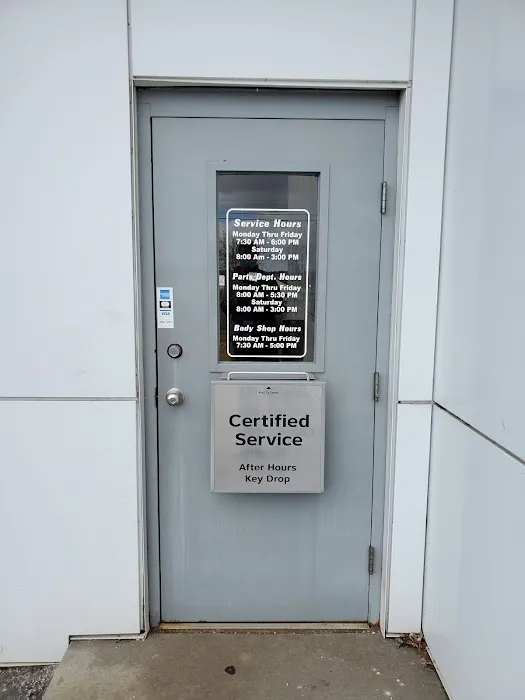 Service Hours
Monday Thru Friday
7:30 AM - 6:00 PM
Saturday
8:00 Am - 3:00 PM
Parts Dept. Hours
Monday Thru Friday
8:00 AM - 5:30 PM
Saturday
8:00 AM - 3:00 PM
Body Shop Hours
Monday Thru Friday
7:30 AM - 5:00 PM
VISA
Certified
Service
After Hours
Key Drop